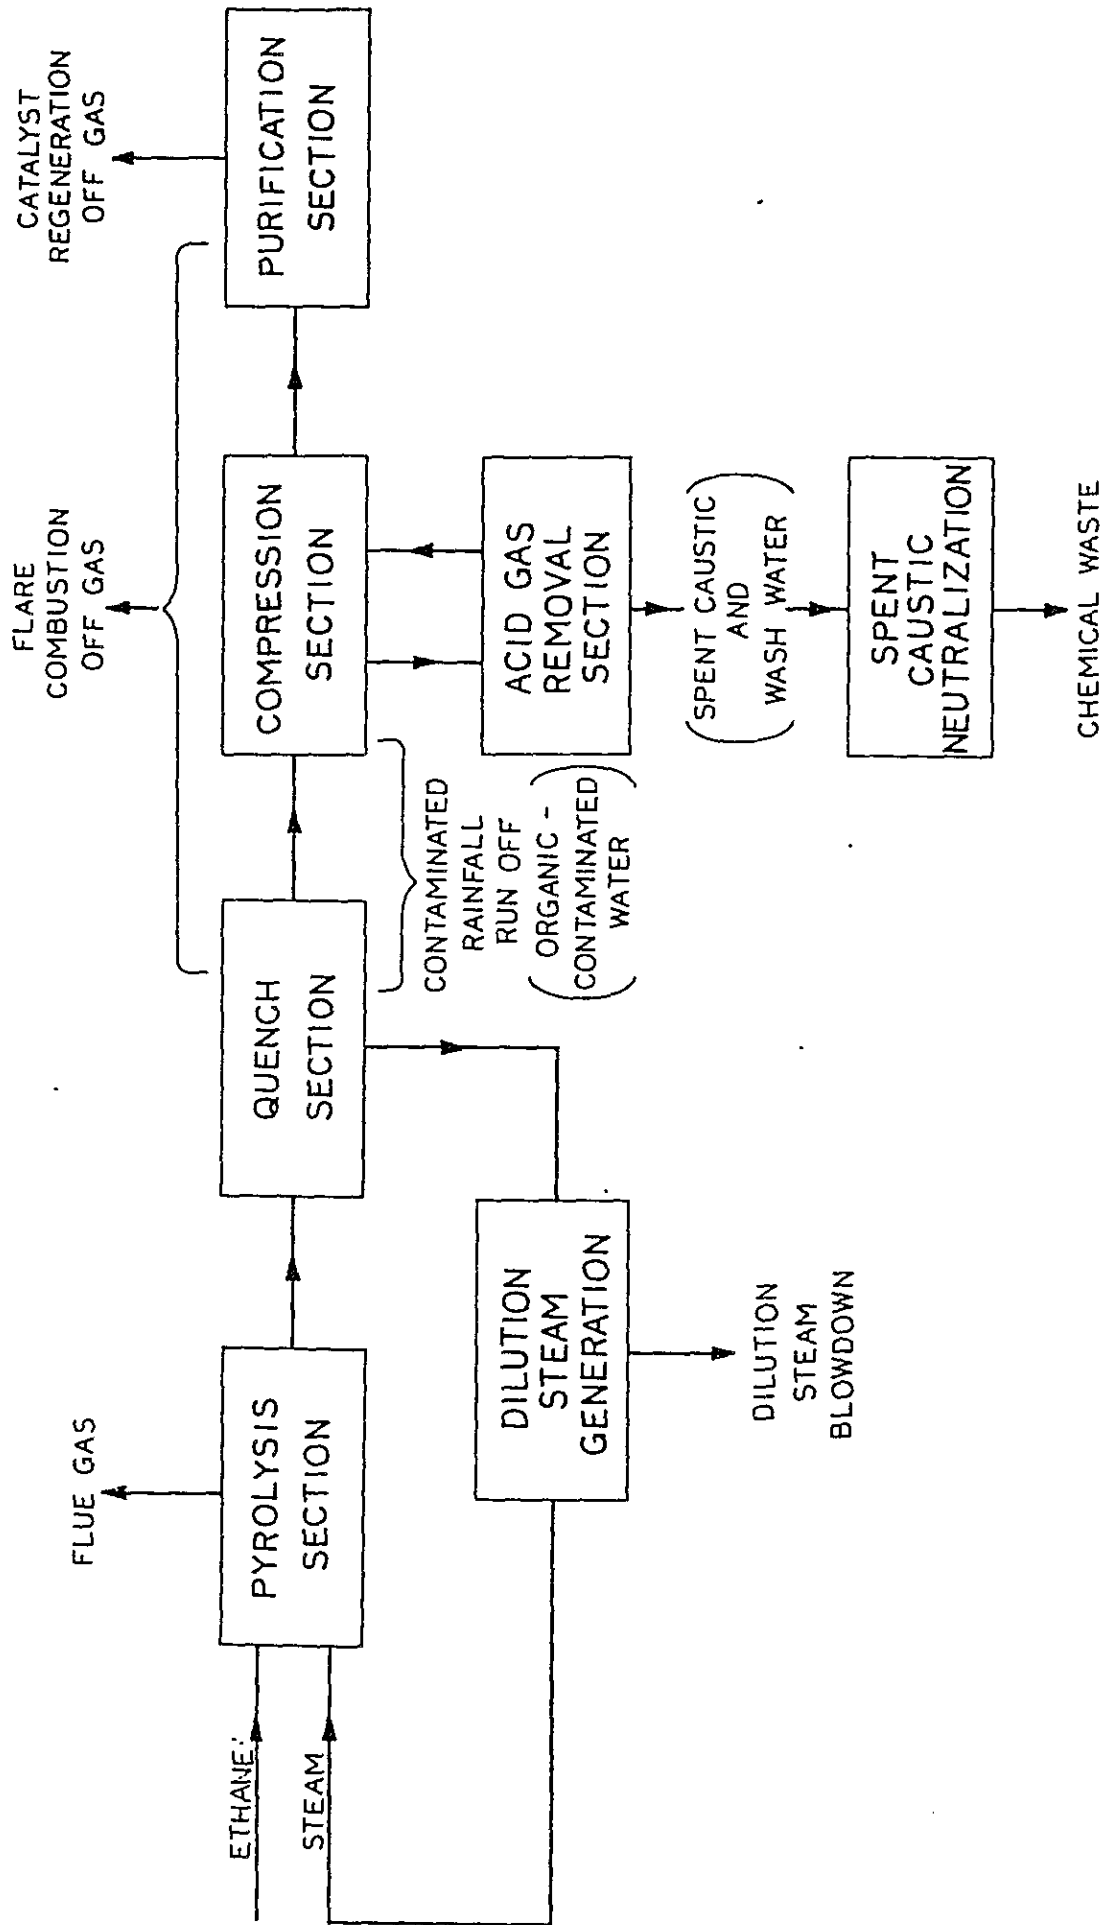 ETHANE
STEAM
FLUE GAS
PYROLYSIS
SECTION
QUENCH
SECTION
DILUTION
STEAM
GENERATION
DILUTION
STEAM
BLOWDOWN
FLARE
COMBUSTION
OFF GAS
COMPRESSION
SECTION
CONTAMINATED
RAINFALL
RUN OFF
ORGANIC -
CONTAMINATED
WATER
ACID GAS
REMOVAL
SECTION
SPENT CAUSTIC
AND
WASH WATER
SPENT
CAUSTIC
NEUTRALIZATION
CHEMICAL WASTE
CATALYST
REGENERATION
OFF GAS
PURIFICATION
SECTION